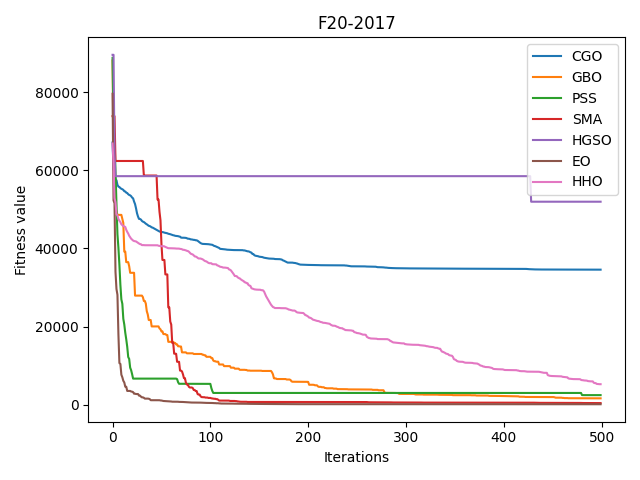 F20-2017
Fitness value
80000
60000
40000
20000
0
CGO
GBO
PSS
SMA
HGSO
EO
HHO
0 100 200 300 400 500
Iterations